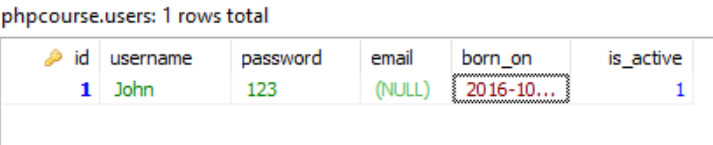 phpcourse.users: 1 rows total
id username password email born_on is_active
1 John 123 (NULL) 2016-10... 1